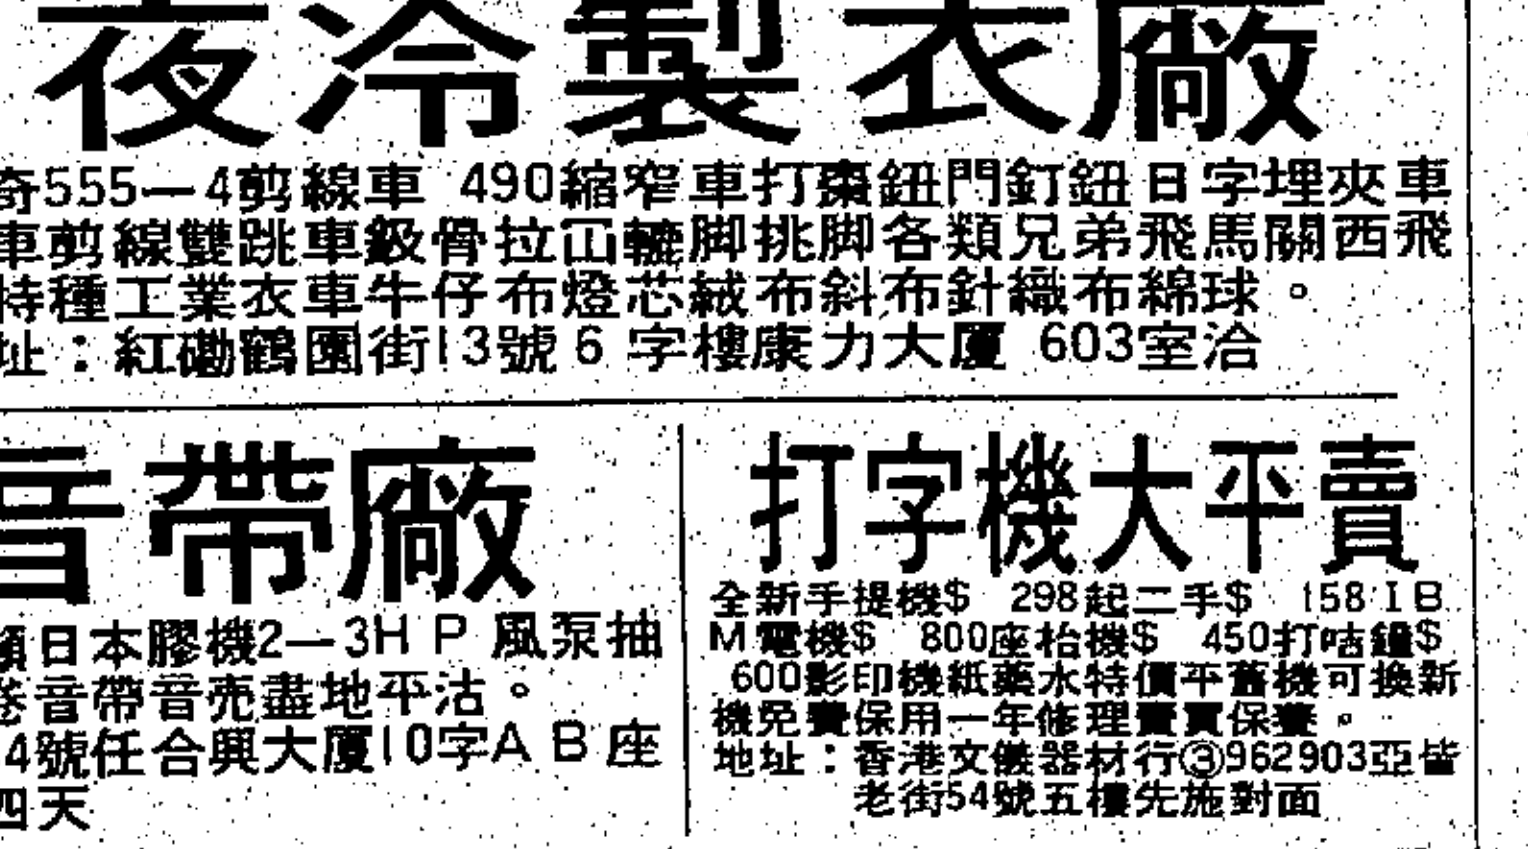 夜冷製衣廠
奇555—4剪線車 490縮窄車打棗鈕門釘鈕日字埋夾車
車剪線雙跳車鈒骨拉冚轆脚挑脚各類兄弟飛馬關西飛
特種工業衣車牛仔布燈芯絨布斜布針織布綿球。
址：紅磡鶴園街13號6字樓康力大厦 603室洽
音帶廠
類日本膠機2—3HP風泵抽
卷音帶音壳盡地平沽。
4號任合興大厦10字AB座
四天
打字機大平賣
全新手提機$ 298起二手$ 158IB
M電機$ 800座枱機$ 450打咭鐘$
600影印機紙藥水特價平舊機可換新
機免費保用一年修理賣買保養。
地址：香港文儀器材行③962903亞皆
老街54號五樓先施對面